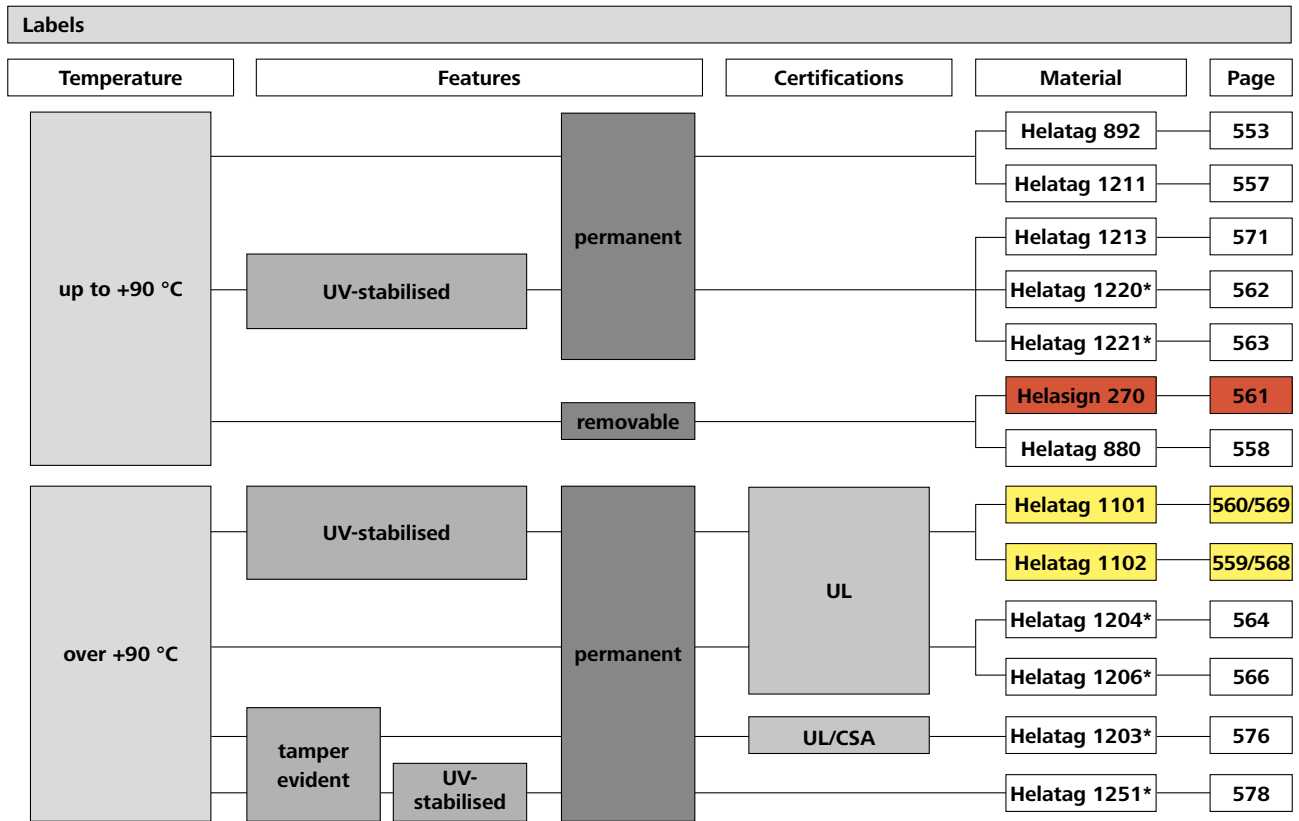 Labels
Temperature Features Certifications Material Page
Helatag 892 553
Helatag 1211 557
permanent
Helatag 1213 571
up to +90 °C UV-stabilised Helatag 1220* 562
Helatag 1221* 563
Helasign 270 561
removable
Helatag 880 558
Helatag 1101 560/569
UV-stabilised
Helatag 1102 559/568
UL
Helatag 1204* 564
over +90 °C permanent
Helatag 1206* 566
UL/CSA Helatag 1203* 576
tamper
evident
UV-
stabilised
Helatag 1251* 578